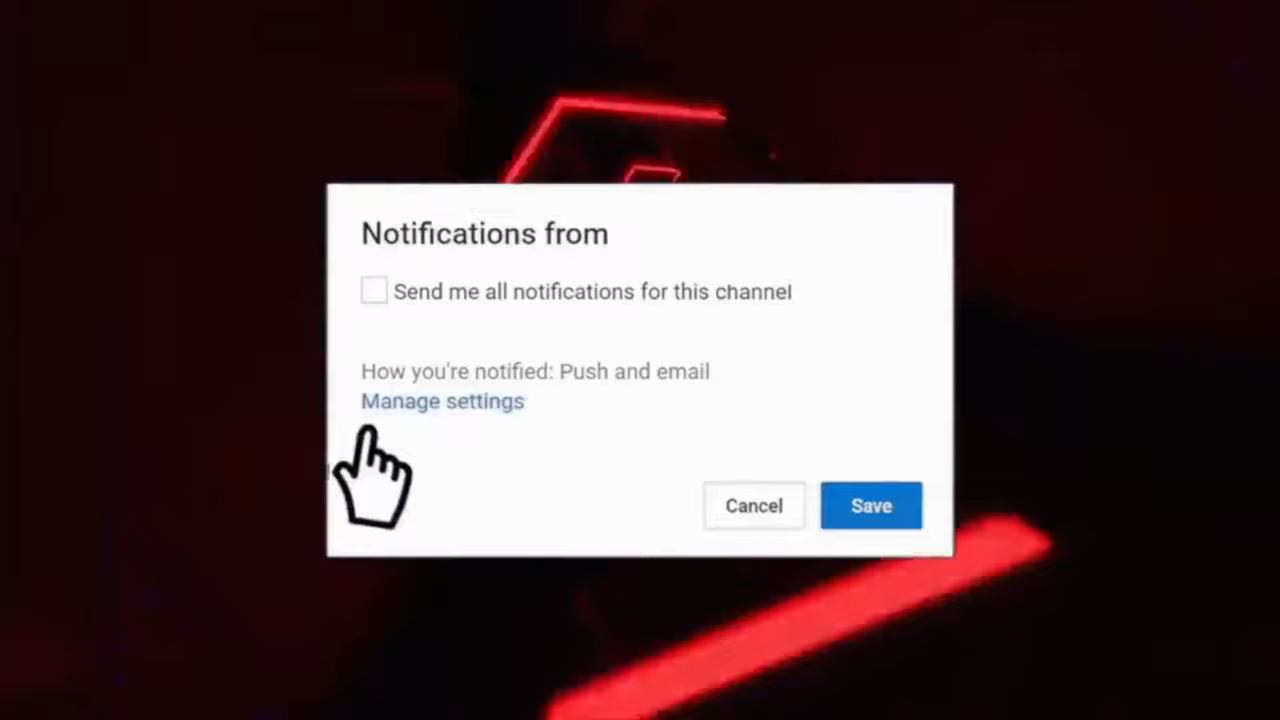 Notifications from
Send me all notifications for this channel
How you're notified: Push and email
Manage settings
Cancel
Save